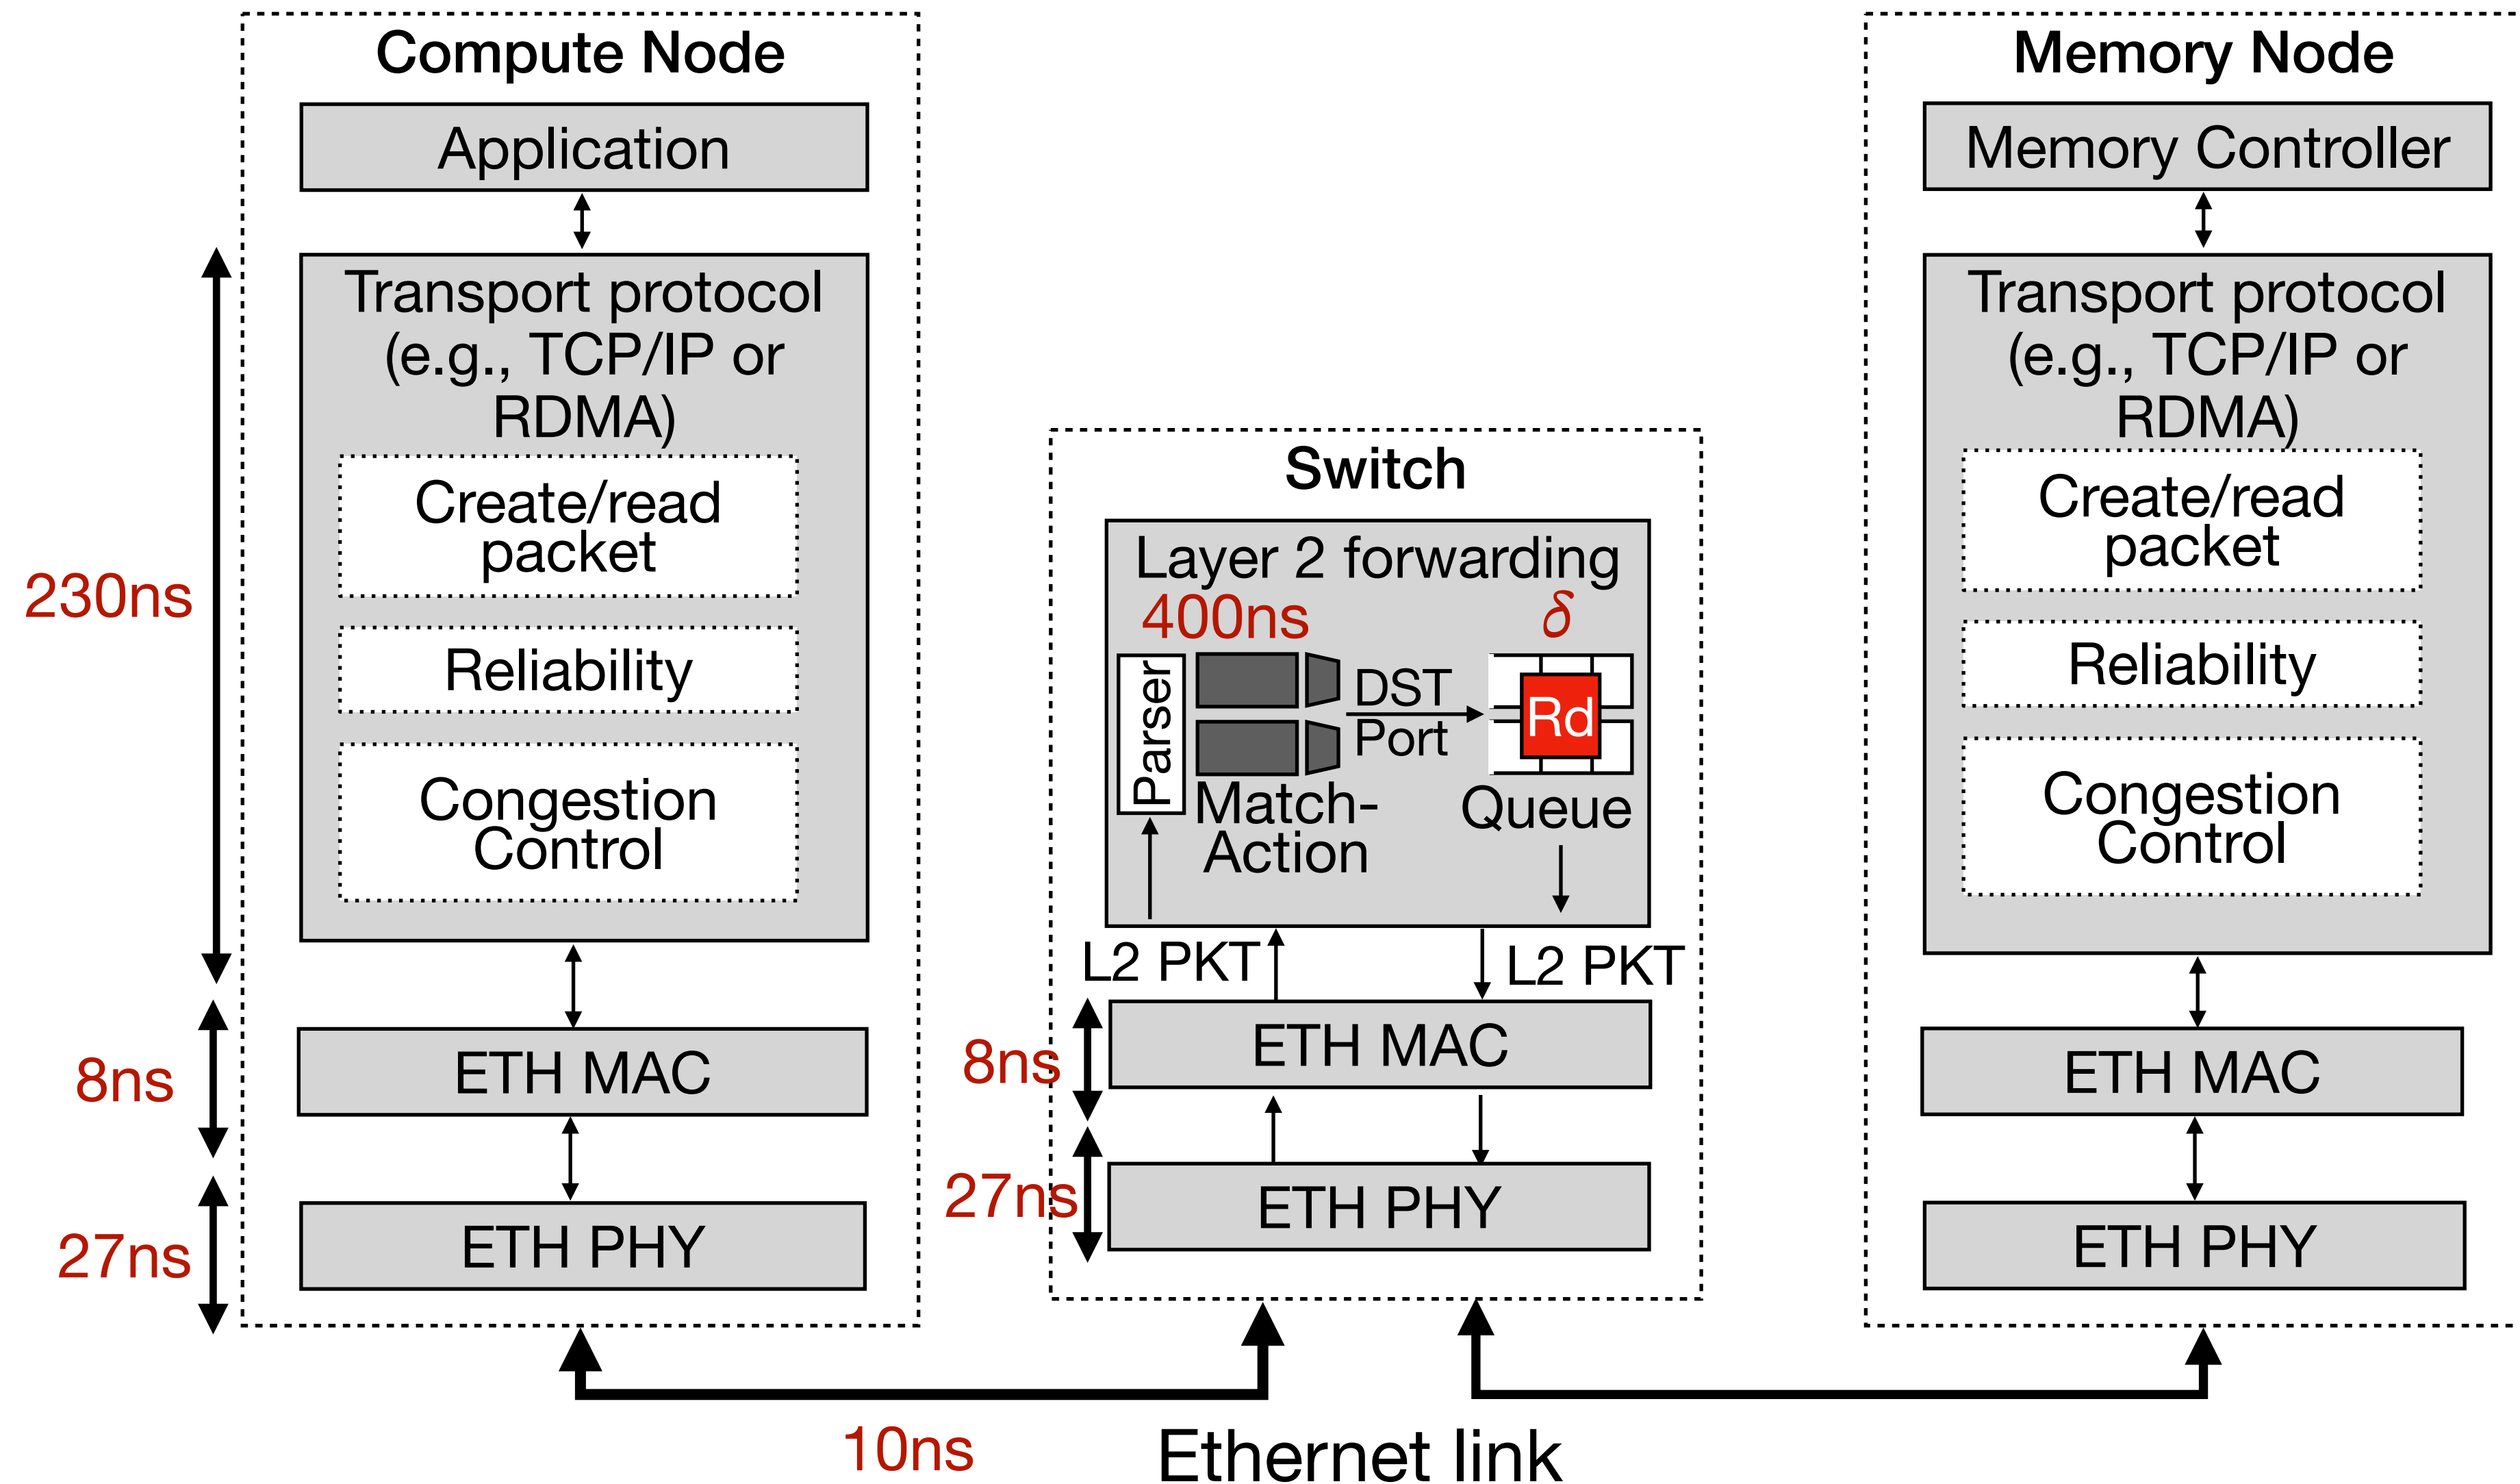 Compute Node
Application
Transport protocol
(e.g., TCP/IP or
RDMA)
Create/read
packet
Reliability
Congestion
Control
ETH MAC
ETH PHY
230ns
8ns
27ns
10ns
Switch
Layer 2 forwarding
400ns
δ
Parser
DST
Port
Rd
Match-
Action
Queue
L2 PKT
L2 PKT
8ns
ETH MAC
27ns
ETH PHY
Ethernet link
Memory Node
Memory Controller
Transport protocol
(e.g., TCP/IP or
RDMA)
Create/read
packet
Reliability
Congestion
Control
ETH MAC
ETH PHY